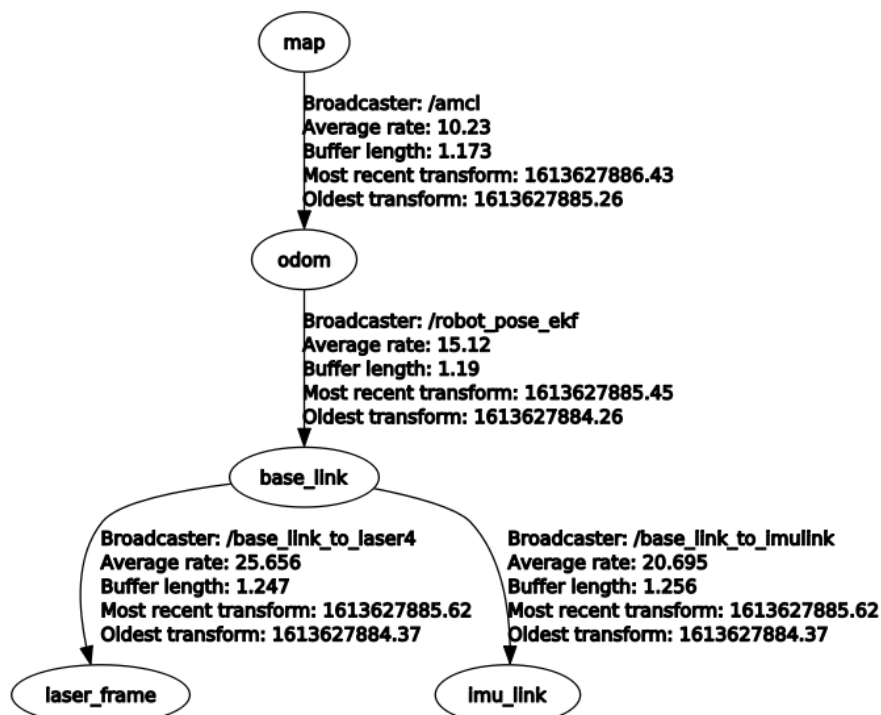 map
Broadcaster: /amcl
Average rate: 10.23
Buffer length: 1.173
Most recent transform: 1613627886.43
Oldest transform: 1613627885.26
odom
Broadcaster: /robot_pose_ekf
Average rate: 15.12
Buffer length: 1.19
Most recent transform: 1613627885.45
Oldest transform: 1613627884.26
base_link
Broadcaster: /base_link_to_laser4
Average rate: 25.656
Buffer length: 1.247
Most recent transform: 1613627885.62
Oldest transform: 1613627884.37
Broadcaster: /base_link_to_imulink
Average rate: 20.695
Buffer length: 1.256
Most recent transform: 1613627885.62
Oldest transform: 1613627884.37
laser_frame
imu_link